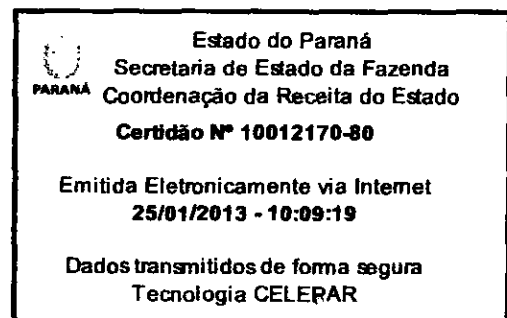 Estado do Paraná
Secretaria de Estado da Fazenda
PARANÁ Coordenação da Receita do Estado
Certidão Nº 10012170-80
Emitida Eletronicamente via Internet
25/01/2013 - 10:09:19
Dados transmitidos de forma segura
Tecnologia CELEPAR